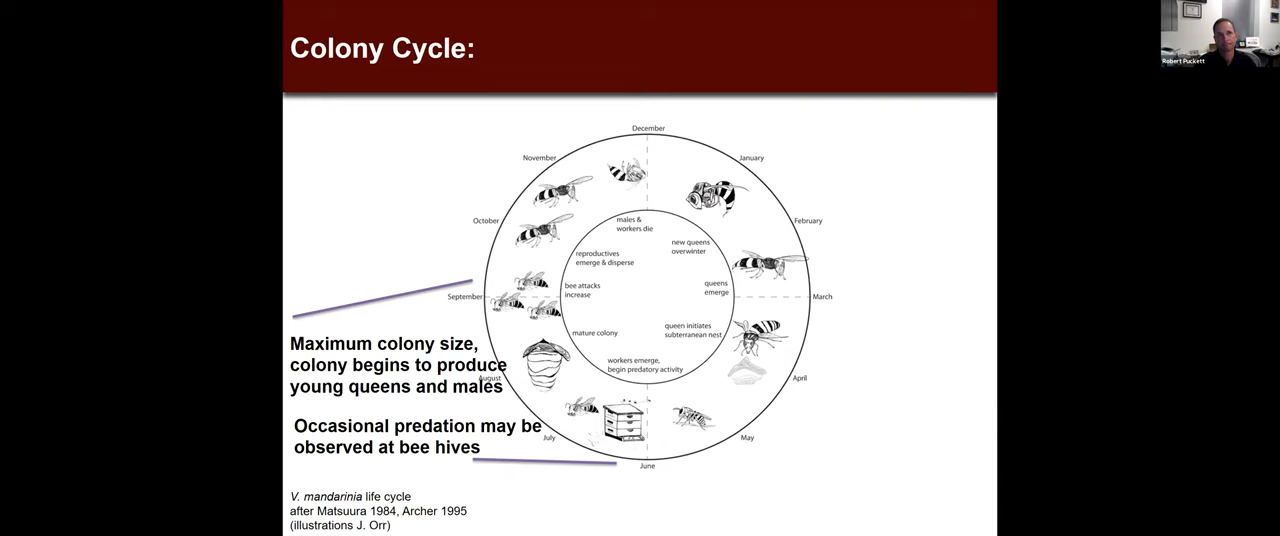 Colony Cycle:
Robert Puckett
December
November
January
October
February
males &
workers die
reproductives
emerge & disperse
new queens
overwinter
bee attacks
increase
queens
emerge
September
March
mature colony
queen initiates
subterranean nest
workers emerge,
begin predatory activity
Maximum colony size,
colony begins to produce
young queens and males
August
April
Occasional predation may be
observed at bee hives
July
May
June
V. mandarinia life cycle
after Matsuura 1984, Archer 1995
(illustrations J. Orr)